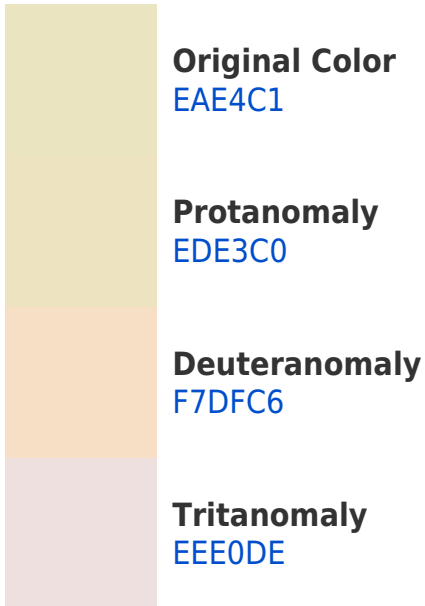 Original Color
EAE4C1
Protanomaly
EDE3C0
Deuteranomaly
F7DFC6
Tritanomaly
EEE0DE